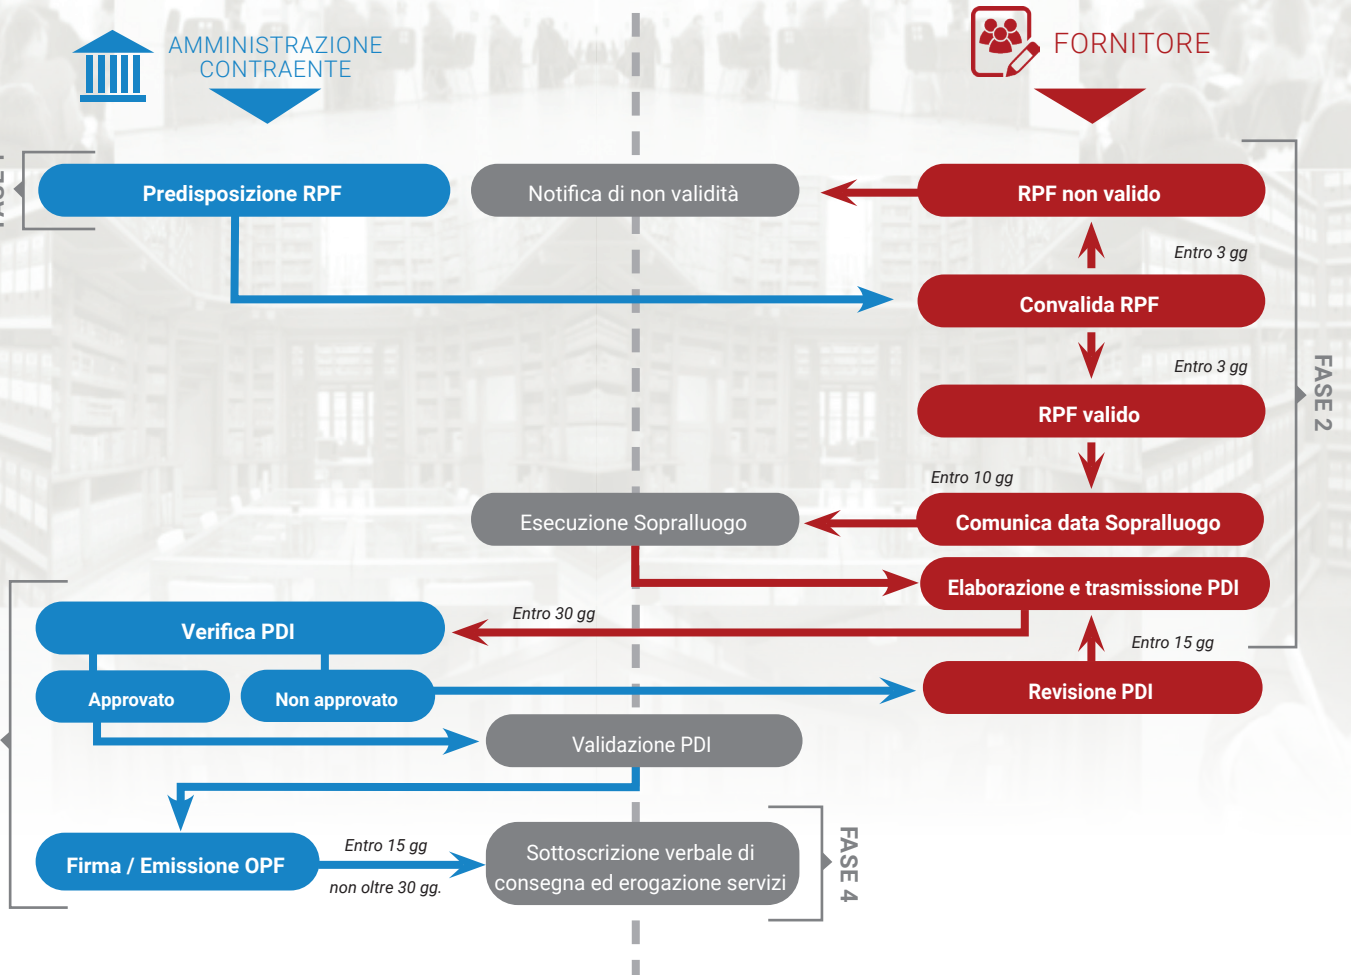 AMMINISTRAZIONE
CONTRAENTE
FORNITORE
Predisposizione RPF
Notifica di non validità
RPF non valido
Entro 3 gg
Convalida RPF
Entro 3 gg
RPF valido
FASE 2
Entro 10 gg
Esecuzione Sopralluogo
Comunica data Sopralluogo
Elaborazione e trasmissione PDI
Entro 30 gg
Verifica PDI
Entro 15 gg
Approvato
Non approvato
Revisione PDI
Validazione PDI
Firma / Emissione OPF
Entro 15 gg
non oltre 30 gg.
Sottoscrizione verbale di
consegna ed erogazione servizi
FASE 4